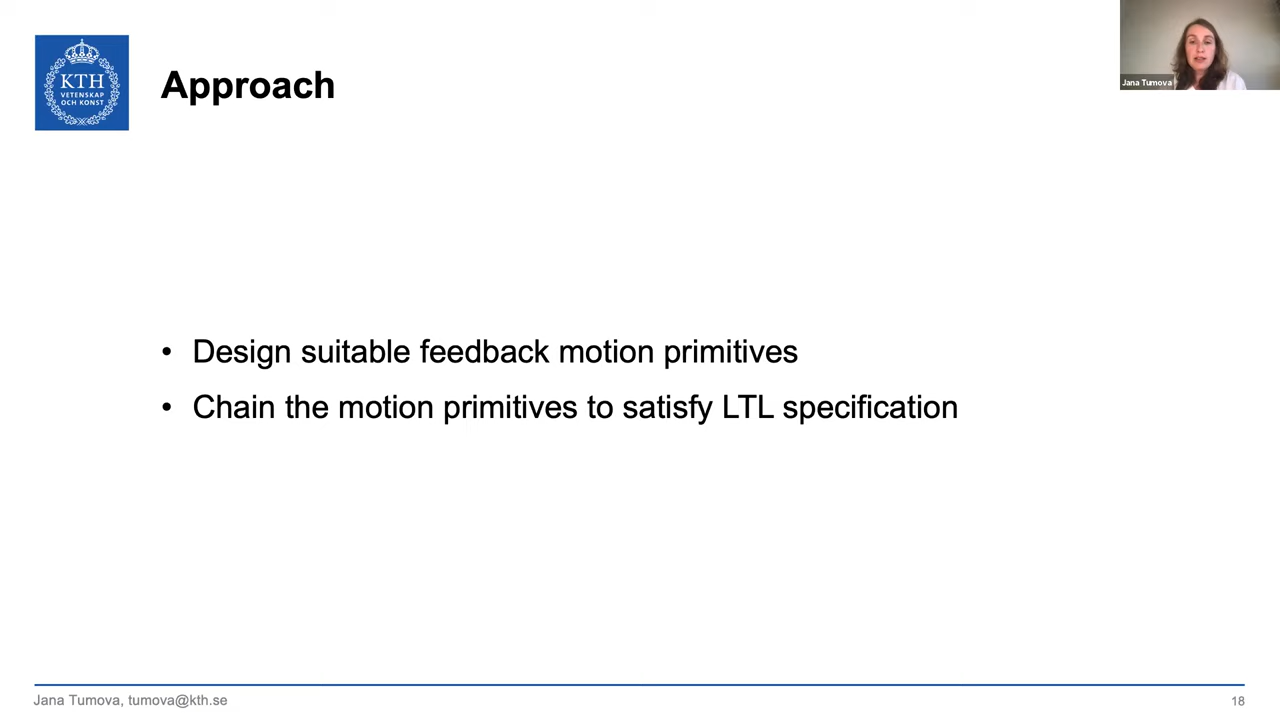 KTH
VETENSKAP
OCH KONST
Approach
Jana Tumova
• Design suitable feedback motion primitives
• Chain the motion primitives to satisfy LTL specification
Jana Tumova, tumova@kth.se
18